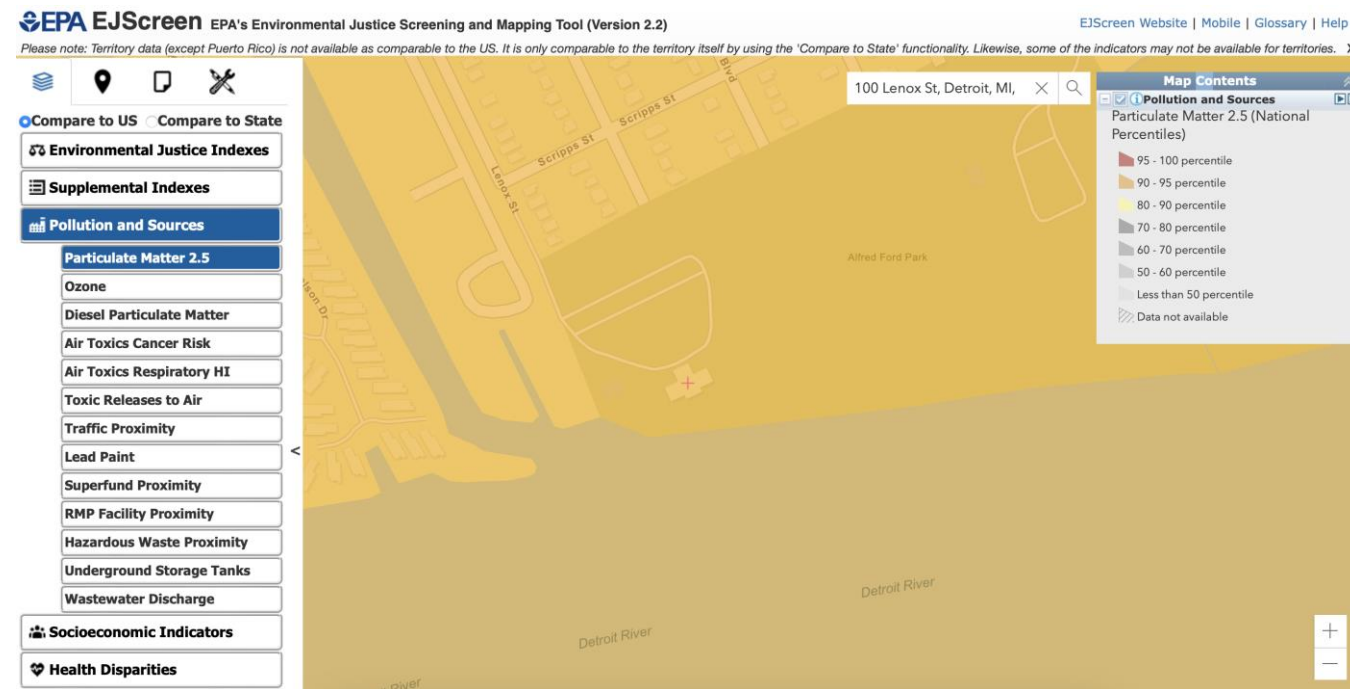 EPA EJScreen EPA's Environmental Justice Screening and Mapping Tool (Version 2.2)
EJScreen Website | Mobile | Glossary | Help
Please note: Territory data (except Puerto Rico) is not available as comparable to the US. It is only comparable to the territory itself by using the 'Compare to State' functionality. Likewise, some of the indicators may not be available for territories.
Compare to US Compare to State
Environmental Justice Indexes
Supplemental Indexes
Pollution and Sources
Particulate Matter 2.5
Ozone
Diesel Particulate Matter
Air Toxics Cancer Risk
Air Toxics Respiratory HI
Toxic Releases to Air
Traffic Proximity
Lead Paint
Superfund Proximity
RMP Facility Proximity
Hazardous Waste Proximity
Underground Storage Tanks
Wastewater Discharge
Socioeconomic Indicators
Health Disparities
<
Blvd
Scripps St
Scripps St
Lenox St
Dr
Alfred Ford Park
Detroit River
Detroit River
River
100 Lenox St, Detroit, MI,
Map Contents
Pollution and Sources
Particulate Matter 2.5 (National
Percentiles)
95 - 100 percentile
90 - 95 percentile
80 - 90 percentile
70 - 80 percentile
60 - 70 percentile
50 - 60 percentile
Less than 50 percentile
Data not available
+
−